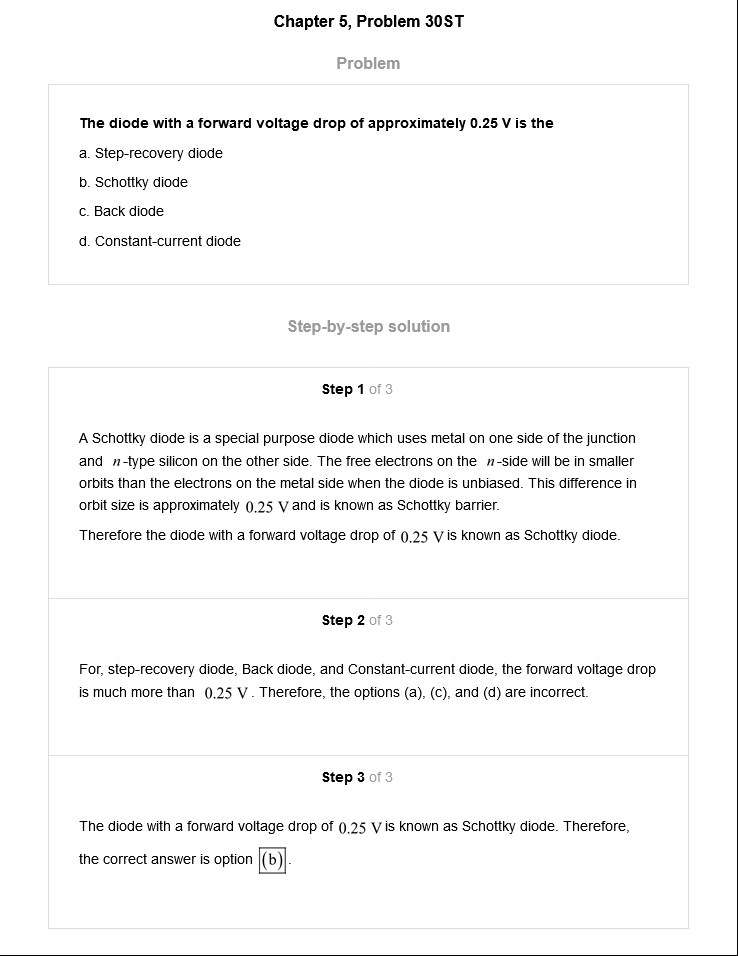 Chapter 5, Problem 30ST
Problem
The diode with a forward voltage drop of approximately 0.25 V is the
a. Step-recovery diode
b. Schottky diode
c. Back diode
d. Constant-current diode
Step-by-step solution
Step 1 of 3
A Schottky diode is a special purpose diode which uses metal on one side of the junction
and n-type silicon on the other side. The free electrons on the n-side will be in smaller
orbits than the electrons on the metal side when the diode is unbiased. This difference in
orbit size is approximately 0.25 V and is known as Schottky barrier.
Therefore the diode with a forward voltage drop of 0.25 V is known as Schottky diode.
Step 2 of 3
For, step-recovery diode, Back diode, and Constant-current diode, the forward voltage drop
is much more than 0.25 V. Therefore, the options (a), (c), and (d) are incorrect.
Step 3 of 3
The diode with a forward voltage drop of 0.25 V is known as Schottky diode. Therefore,
the correct answer is option (b).